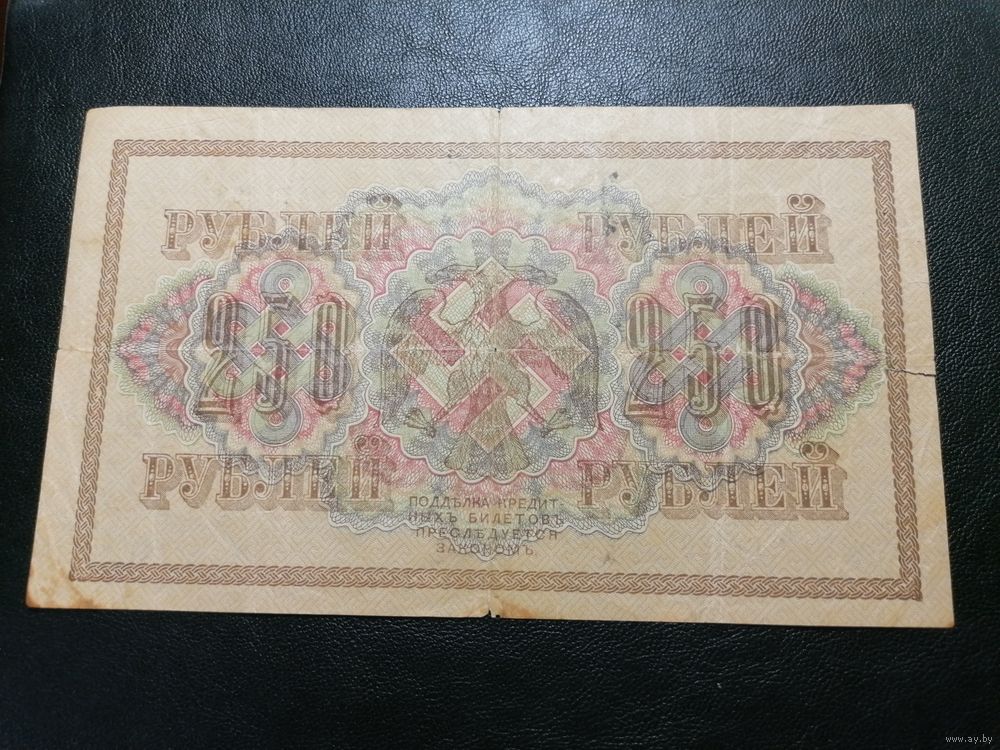 РУБЛЕЙ РУБЛЕЙ
250 250
РУБЛЕЙ РУБЛЕЙ
ПОДДѢЛКА КРЕДИТ-
НЫХЪ БИЛЕТОВЪ
ПРЕСЛѢДУЕТСЯ
ЗАКОНОМЪ.
www.ay.by